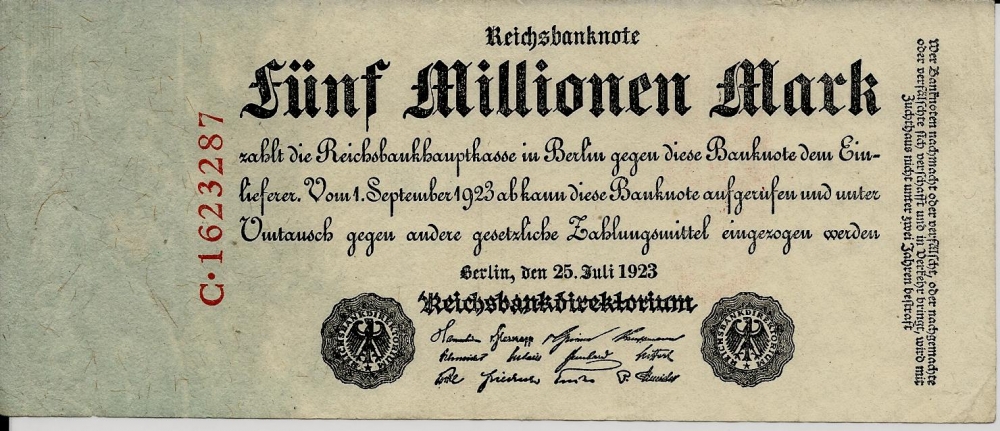 Reichsbanknote
Fünf Millionen Mark
zahlt die Reichsbankhauptkasse in Berlin gegen diese Banknote dem Ein-
lieferer. Vom 1. September 1923 ab kann diese Banknote aufgerufen und unter
Umtausch gegen andere gesetzliche Zahlungsmittel eingezogen werden
Berlin, den 25. Juli 1923
Reichsbankdirektorium
REICHSBANKDIREKTORIUM
REICHSBANKDIREKTORIUM
C·1623287
Wer Banknoten nachmacht oder verfälscht, oder nachgemachte
oder verfälschte sich verschafft und in Verkehr bringt, wird mit
Zuchthaus nicht unter zwei Jahren bestraft